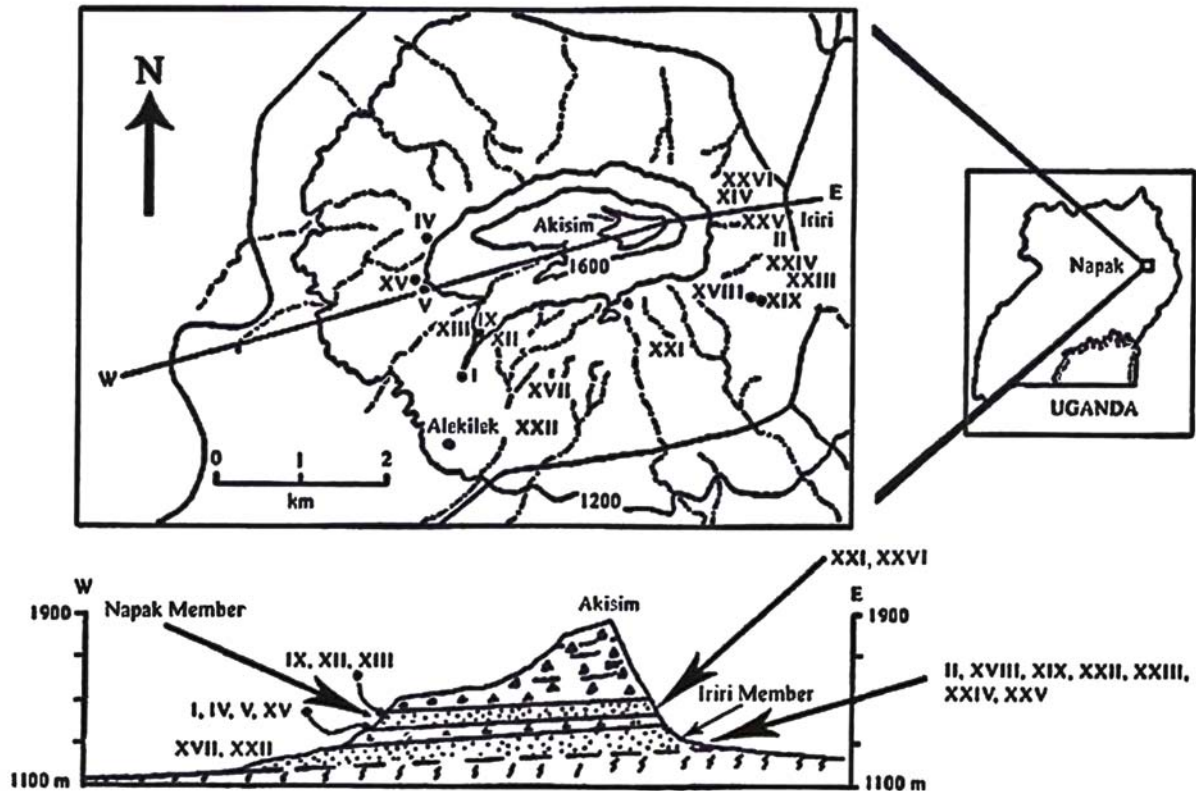 N
XXVI
XIV
E
Akisim
XXV
Iriri
II
IV
1600
XXIV
XXIII
XV
V
XVIII
XIX
XIII
IX
XII
I
XXI
W
I
XVII
Alekilek
XXII
0 1 2
km
1200
Napak
UGANDA
W
E
XXI, XXVI
1900
Napak Member
Akisim
1900
IX, XII, XIII
II, XVIII, XIX, XXII, XXIII,
XXIV, XXV
Iriri Member
I, IV, V, XV
XVII, XXII
1100 m
1100 m